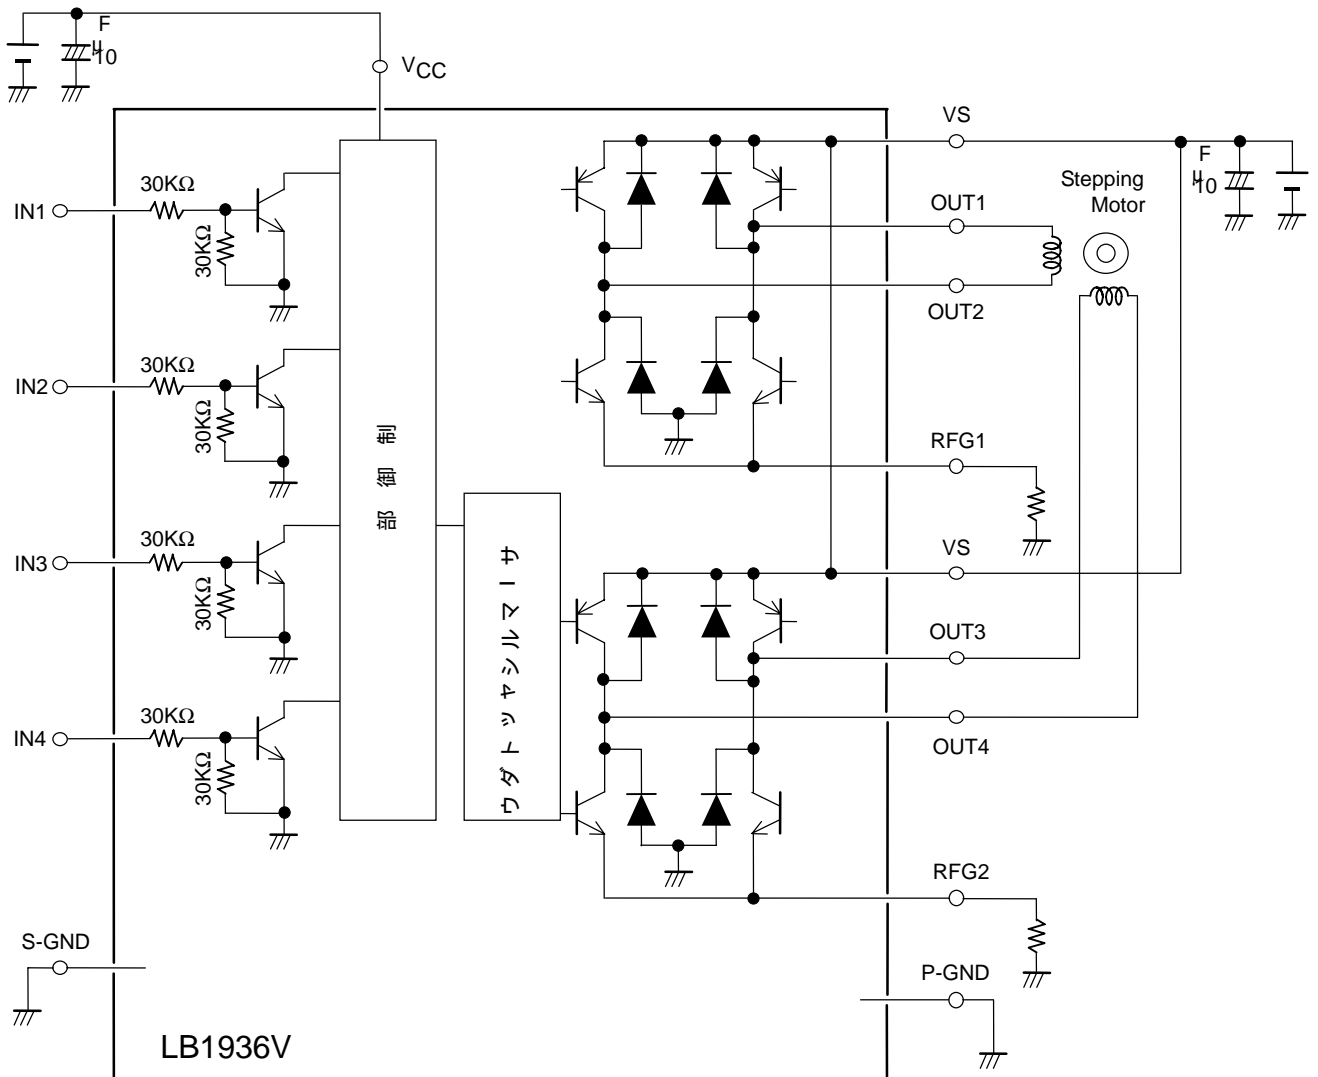 10µF
VCC
VS
10µF
Stepping
Motor
IN1
30KΩ
30KΩ
OUT1
OUT2
IN2
30KΩ
30KΩ
制御部
RFG1
IN3
30KΩ
30KΩ
サーマルシャットダウ
VS
OUT3
IN4
30KΩ
30KΩ
OUT4
RFG2
S-GND
P-GND
LB1936V